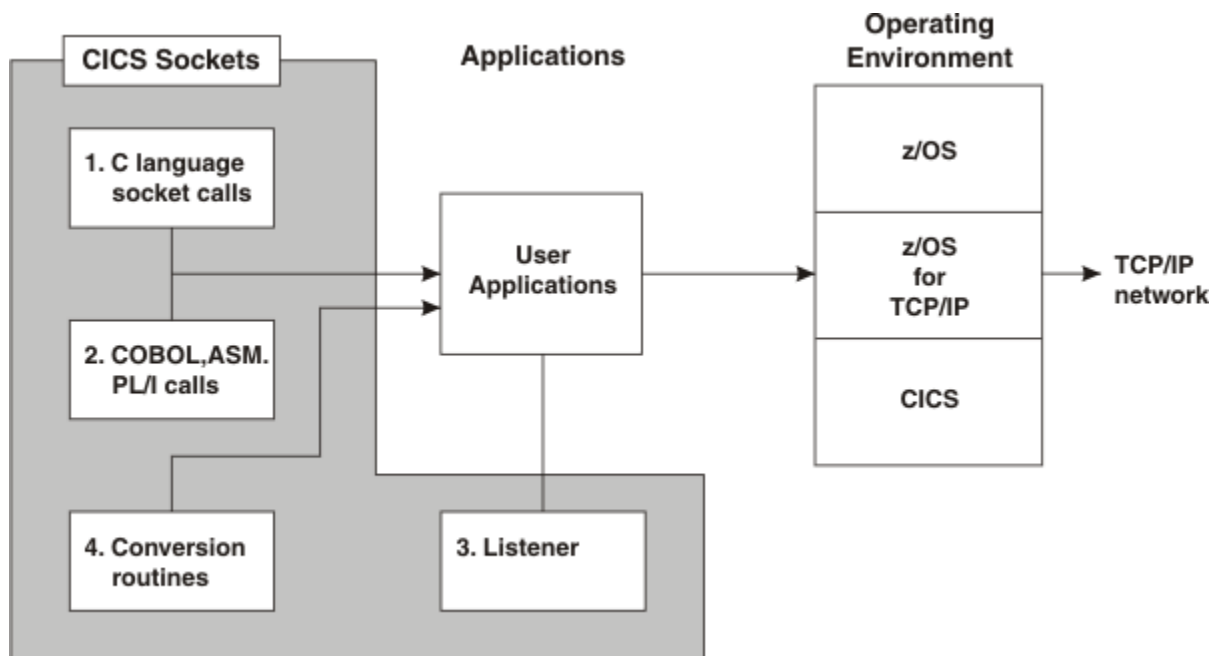 CICS Sockets
Applications
Operating
Environment
1. C language
socket calls
2. COBOL,ASM.
PL/I calls
4. Conversion
routines
User
Applications
3. Listener
z/OS
z/OS
for
TCP/IP
CICS
TCP/IP
network